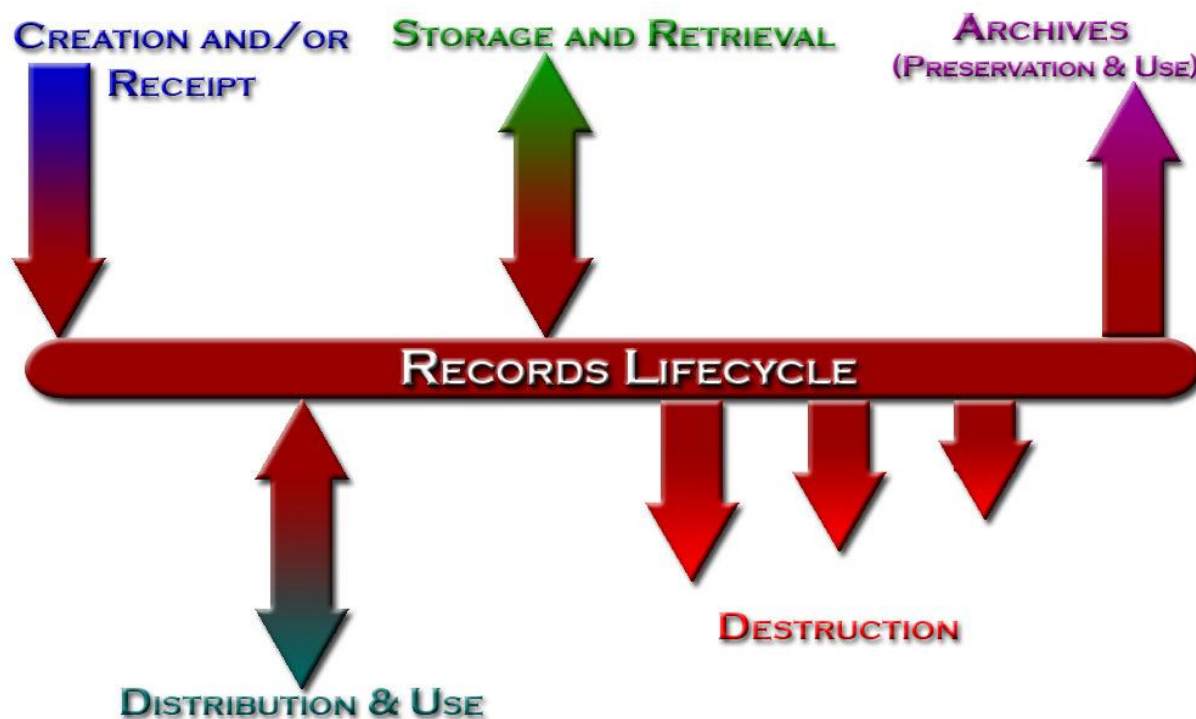 Creation and/or
Receipt
Storage and Retrieval
Archives
(Preservation & Use)
Records Lifecycle
Destruction
Distribution & Use